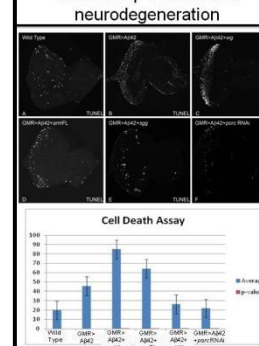 neurodegeneration
Wild Type
GMR>Aβ42
GMR>Aβ42+wg
A
TUNEL
B
TUNEL
C
GMR>Aβ42+armFL
GMR>Aβ42+sgg
GMR>Aβ42+porc RNAi
D
TUNEL
E
TUNEL
F
Cell Death Assay
100
90
80
70
60
50
40
30
20
10
0
Average
p-value
Wild Type
GMR> Aβ42
GMR> Aβ42+
GMR> Aβ42+
GMR> Aβ42+
GMR>Aβ42 +porc RNAi